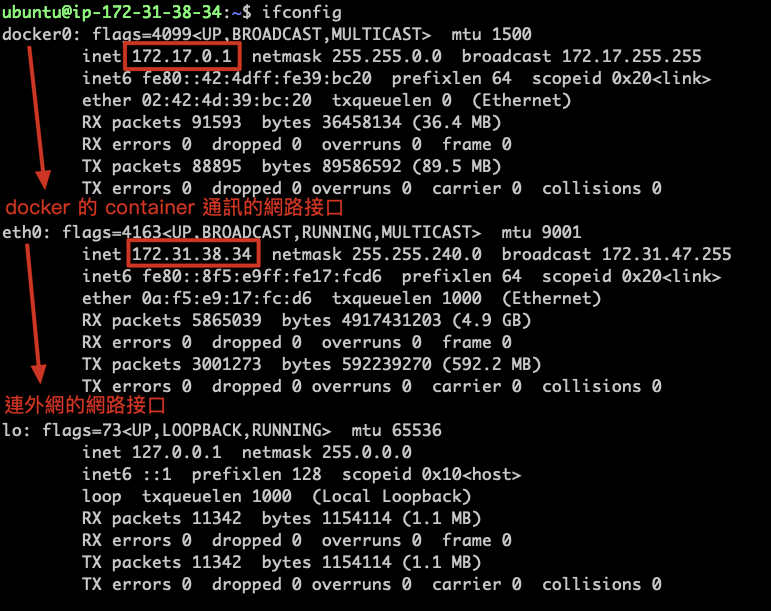 ubuntu@ip-172-31-38-34:~$ ifconfig
docker0: flags=4099<UP,BROADCAST,MULTICAST>  mtu 1500
        inet 172.17.0.1  netmask 255.255.0.0  broadcast 172.17.255.255
        inet6 fe80::42:4dff:fe39:bc20  prefixlen 64  scopeid 0x20<link>
        ether 02:42:4d:39:bc:20  txqueuelen 0  (Ethernet)
        RX packets 91593  bytes 36458134 (36.4 MB)
        RX errors 0  dropped 0  overruns 0  frame 0
        TX packets 88895  bytes 89586592 (89.5 MB)
        TX errors 0  dropped 0 overruns 0  carrier 0  collisions 0
docker 的 container 通訊的網路接口
eth0: flags=4163<UP,BROADCAST,RUNNING,MULTICAST>  mtu 9001
        inet 172.31.38.34  netmask 255.255.240.0  broadcast 172.31.47.255
        inet6 fe80::8f5:e9ff:fe17:fcd6  prefixlen 64  scopeid 0x20<link>
        ether 0a:f5:e9:17:fc:d6  txqueuelen 1000  (Ethernet)
        RX packets 5865039  bytes 4917431203 (4.9 GB)
        RX errors 0  dropped 0  overruns 0  frame 0
        TX packets 3001273  bytes 592239270 (592.2 MB)
        TX errors 0  dropped 0 overruns 0  carrier 0  collisions 0
連外網的網路接口
lo: flags=73<UP,LOOPBACK,RUNNING>  mtu 65536
        inet 127.0.0.1  netmask 255.0.0.0
        inet6 ::1  prefixlen 128  scopeid 0x10<host>
        loop  txqueuelen 1000  (Local Loopback)
        RX packets 11342  bytes 1154114 (1.1 MB)
        RX errors 0  dropped 0  overruns 0  frame 0
        TX packets 11342  bytes 1154114 (1.1 MB)
        TX errors 0  dropped 0 overruns 0  carrier 0  collisions 0